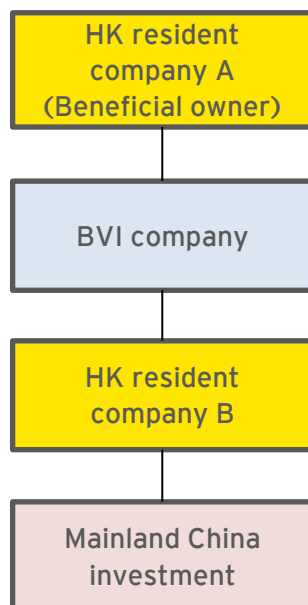 HK resident
company A
(Beneficial owner)
BVI company
HK resident
company B
Mainland China
investment